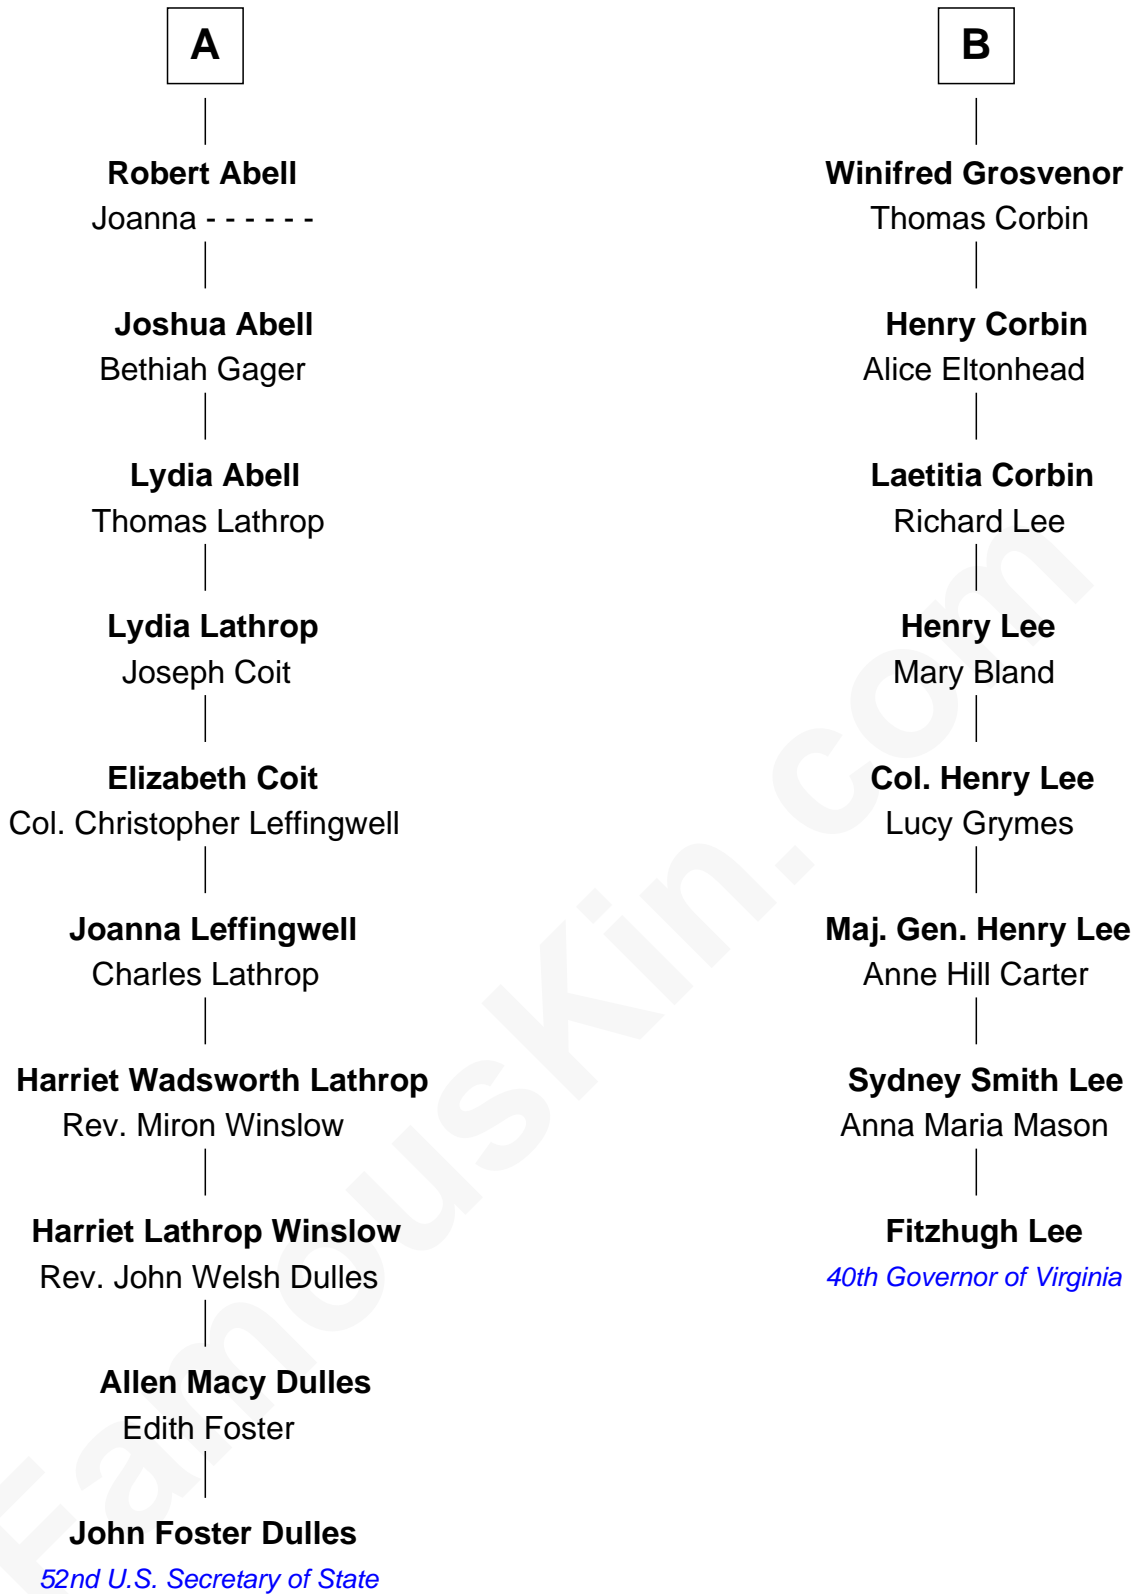 A
Robert Abell
Joanna - - - - - -
Joshua Abell
Bethiah Gager
Lydia Abell
Thomas Lathrop
Lydia Lathrop
Joseph Coit
Elizabeth Coit
Col. Christopher Leffingwell
Joanna Leffingwell
Charles Lathrop
Harriet Wadsworth Lathrop
Rev. Miron Winslow
Harriet Lathrop Winslow
Rev. John Welsh Dulles
Allen Macy Dulles
Edith Foster
John Foster Dulles
52nd U.S. Secretary of State
B
Winifred Grosvenor
Thomas Corbin
Henry Corbin
Alice Eltonhead
Laetitia Corbin
Richard Lee
Henry Lee
Mary Bland
Col. Henry Lee
Lucy Grymes
Maj. Gen. Henry Lee
Anne Hill Carter
Sydney Smith Lee
Anna Maria Mason
Fitzhugh Lee
40th Governor of Virginia
FamousKin.com